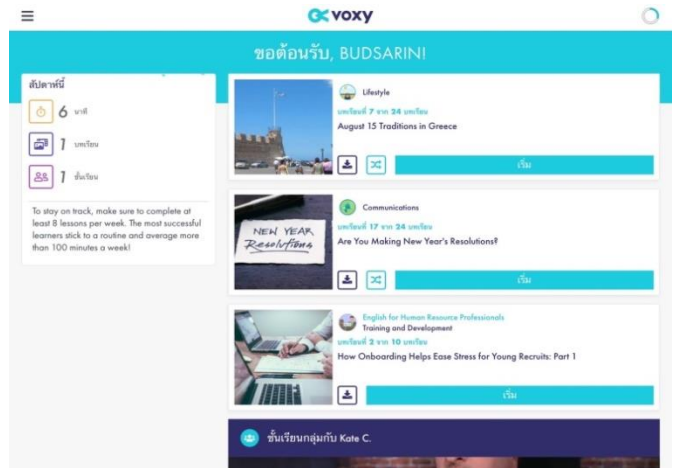 voxy
ขอต้อนรับ, BUDSARIN!
สัปดาห์นี้
6 นาที
1 บทเรียน
1 ชั้นเรียน
To stay on track, make sure to complete at
least 8 lessons per week. The most successful
learners stick to a routine and average more
than 100 minutes a week!
Lifestyle
บทเรียนที่ 7 จาก 24 บทเรียน
August 15 Traditions in Greece
เริ่ม
NEW YEAR
Resolutions
Communications
บทเรียนที่ 17 จาก 24 บทเรียน
Are You Making New Year's Resolutions?
เริ่ม
English for Human Resource Professionals
Training and Development
บทเรียนที่ 2 จาก 10 บทเรียน
How Onboarding Helps Ease Stress for Young Recruits: Part 1
เริ่ม
ชั้นเรียนกลุ่มกับ Kate C.